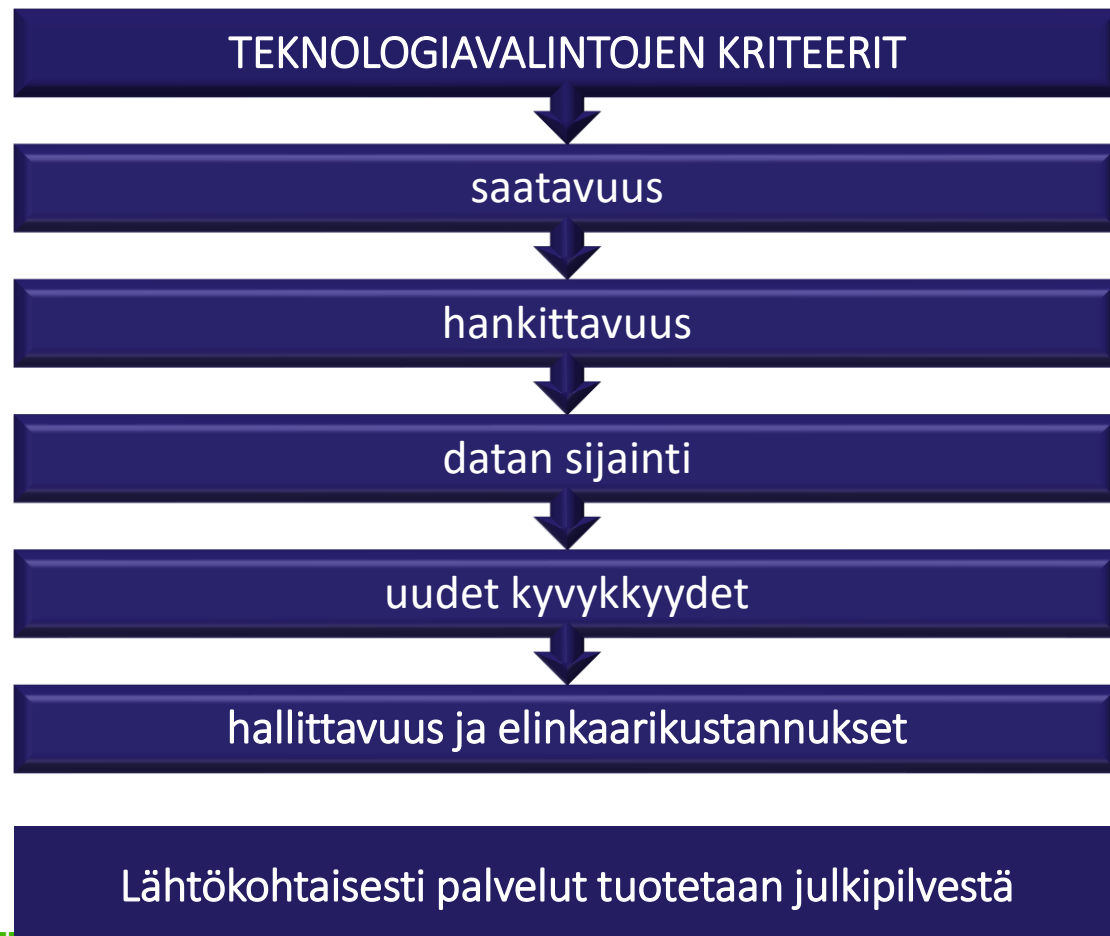 TEKNOLOGIAVALINTOJEN KRITEERIT
saatavuus
hankittavuus
datan sijainti
uudet kyvykkyydet
hallittavuus ja elinkaarikustannukset
Lähtökohtaisesti palvelut tuotetaan julkipilvestä